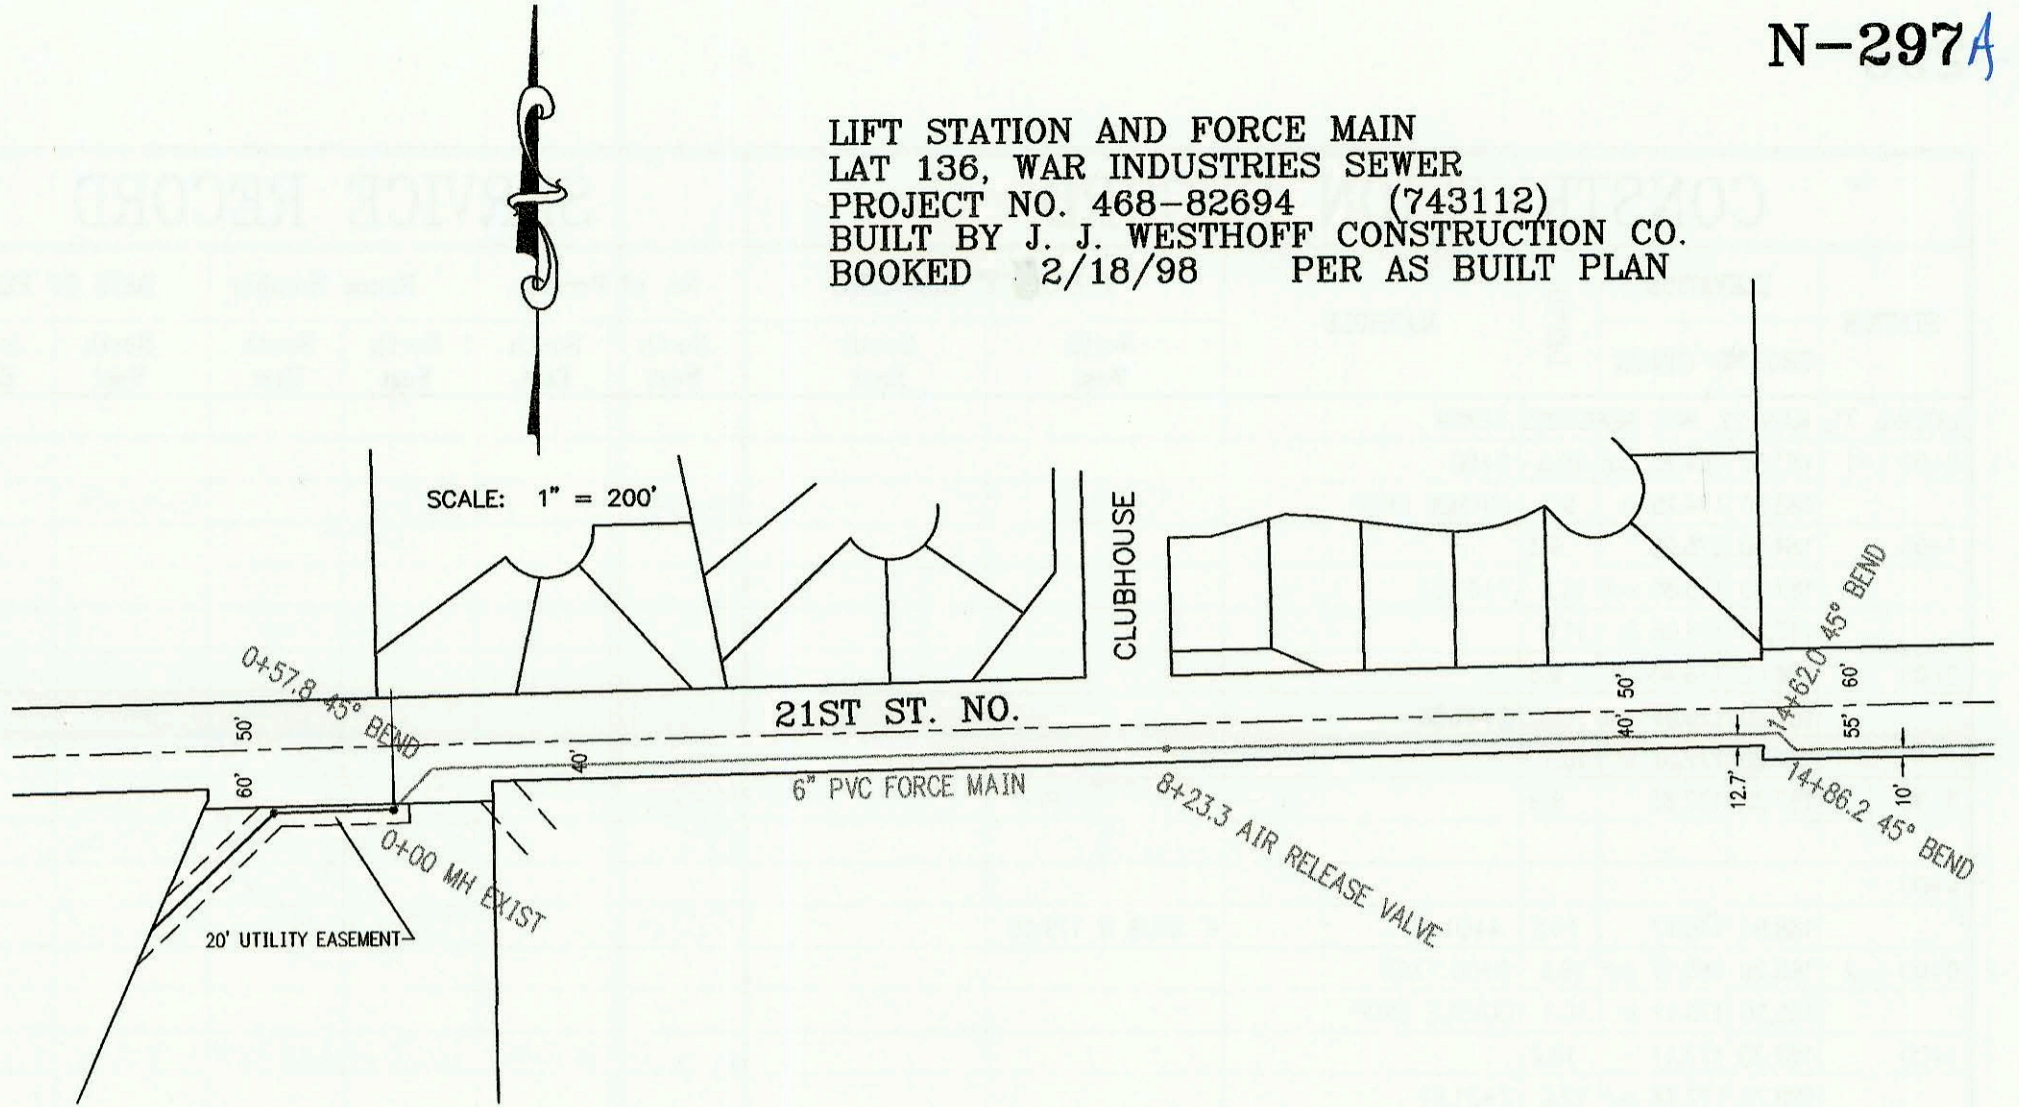 N-297A
LIFT STATION AND FORCE MAIN
LAT 136, WAR INDUSTRIES SEWER
PROJECT NO. 468-82694 (743112)
BUILT BY J. J. WESTHOFF CONSTRUCTION CO.
BOOKED 2/18/98 PER AS BUILT PLAN
SCALE: 1" = 200'
CLUBHOUSE
0+57.8 45° BEND
14+62.0 45° BEND
50'
60'
40'
21ST ST. NO.
50'
40'
60'
55'
6" PVC FORCE MAIN
8+23.3 AIR RELEASE VALVE
12.7'
14+86.2 45° BEND
10'
0+00 MH EXIST
20' UTILITY EASEMENT